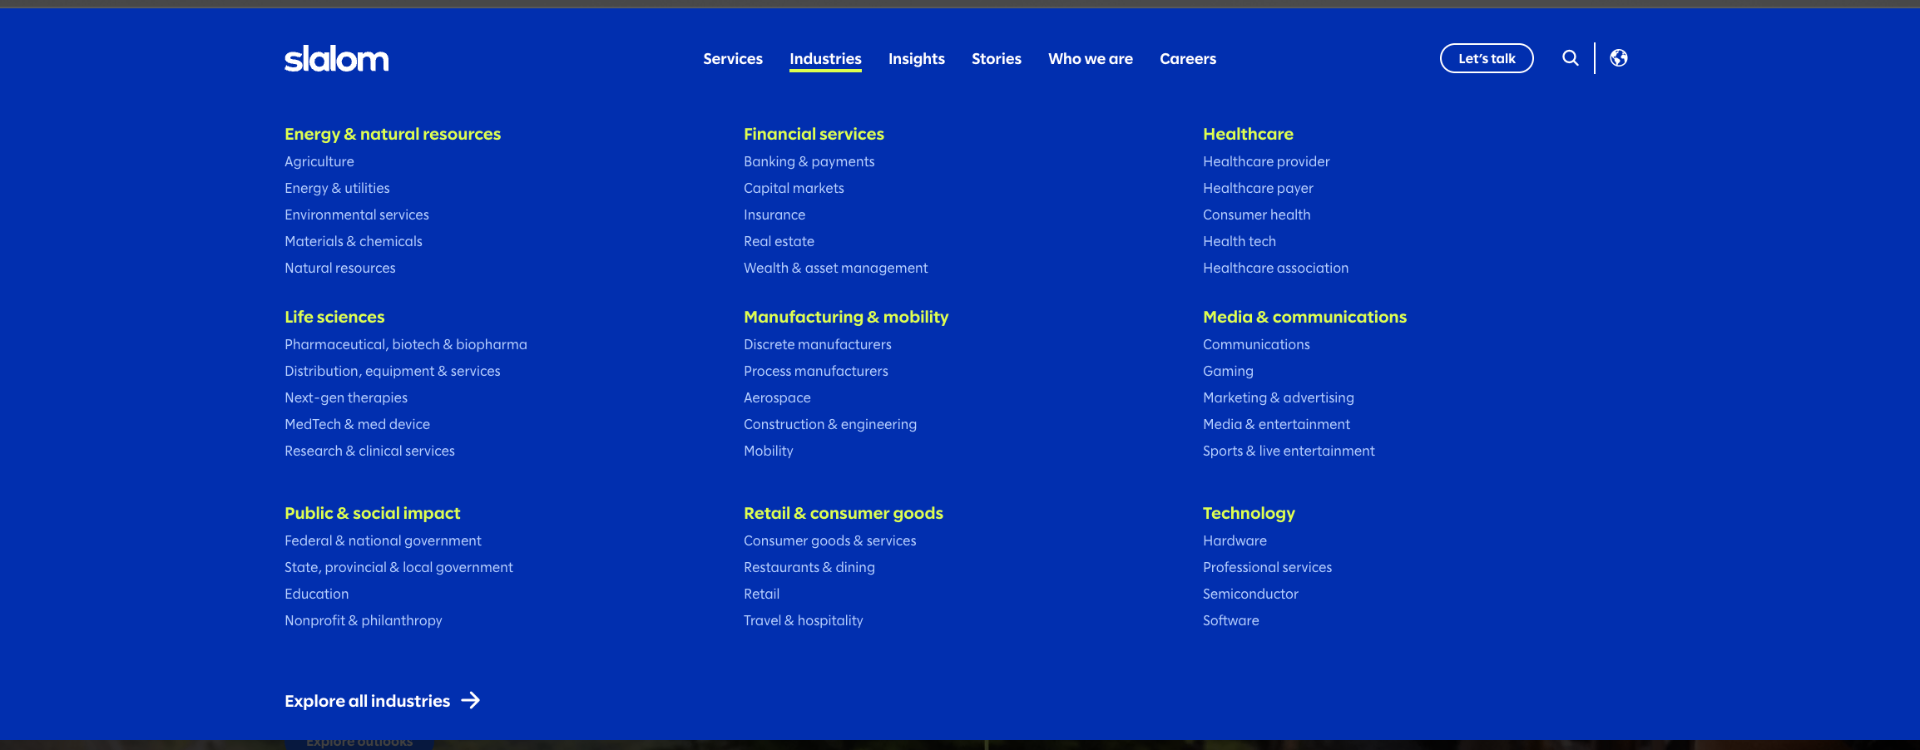 slalom
Services Industries Insights Stories Who we are Careers
Let's talk
Energy & natural resources
Agriculture
Energy & utilities
Environmental services
Materials & chemicals
Natural resources
Financial services
Banking & payments
Capital markets
Insurance
Real estate
Wealth & asset management
Healthcare
Healthcare provider
Healthcare payer
Consumer health
Health tech
Healthcare association
Life sciences
Pharmaceutical, biotech & biopharma
Distribution, equipment & services
Next-gen therapies
MedTech & med device
Research & clinical services
Manufacturing & mobility
Discrete manufacturers
Process manufacturers
Aerospace
Construction & engineering
Mobility
Media & communications
Communications
Gaming
Marketing & advertising
Media & entertainment
Sports & live entertainment
Public & social impact
Federal & national government
State, provincial & local government
Education
Nonprofit & philanthropy
Retail & consumer goods
Consumer goods & services
Restaurants & dining
Retail
Travel & hospitality
Technology
Hardware
Professional services
Semiconductor
Software
Explore all industries
Explore outlooks